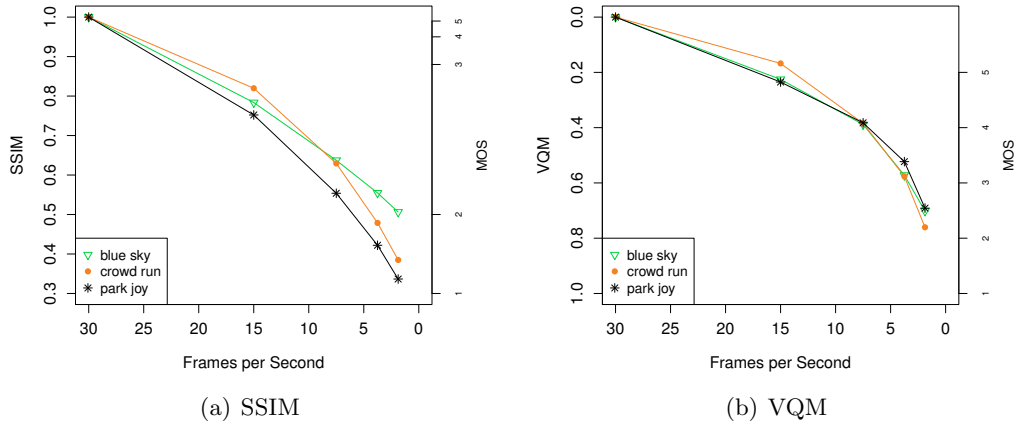 1.0
0.9
0.8
0.7
0.6
0.5
0.4
0.3
SSIM
5
4
3
2
1
MOS
blue sky
crowd run
park joy
30 25 20 15 10 5 0
Frames per Second
(a) SSIM
0.0
0.2
0.4
0.6
0.8
1.0
VQM
5
4
3
2
1
MOS
blue sky
crowd run
park joy
30 25 20 15 10 5 0
Frames per Second
(b) VQM